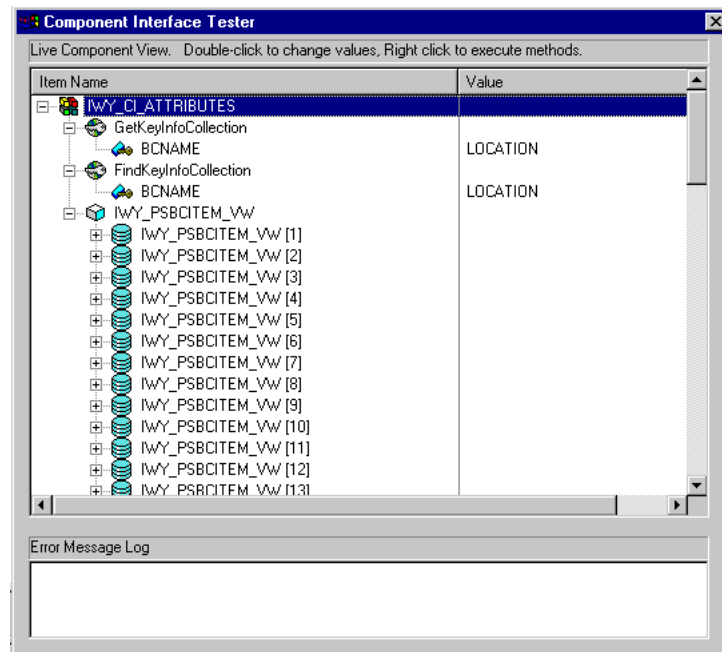 Component Interface Tester
Live Component View. Double-click to change values, Right click to execute methods.
Item Name Value
IWY_CI_ATTRIBUTES
GetKeyInfoCollection
BCNAME LOCATION
FindKeyInfoCollection
BCNAME LOCATION
IWY_PSBCITEM_VW
IWY_PSBCITEM_VW [1]
IWY_PSBCITEM_VW [2]
IWY_PSBCITEM_VW [3]
IWY_PSBCITEM_VW [4]
IWY_PSBCITEM_VW [5]
IWY_PSBCITEM_VW [6]
IWY_PSBCITEM_VW [7]
IWY_PSBCITEM_VW [8]
IWY_PSBCITEM_VW [9]
IWY_PSBCITEM_VW [10]
IWY_PSBCITEM_VW [11]
IWY_PSBCITEM_VW [12]
IWY_PSBCITEM_VW [13]
Error Message Log